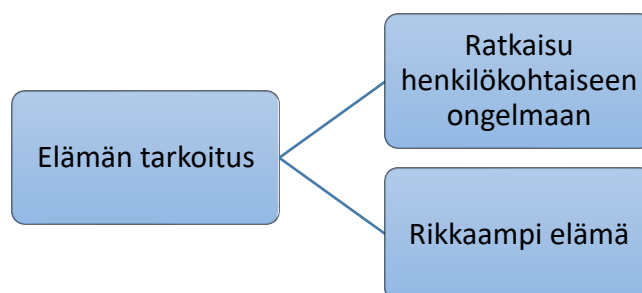 Elämän tarkoitus
Ratkaisu
henkilökohtaiseen
ongelmaan
Rikkaampi elämä